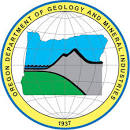 OREGON DEPARTMENT OF GEOLOGY AND MINERAL INDUSTRIES
1937